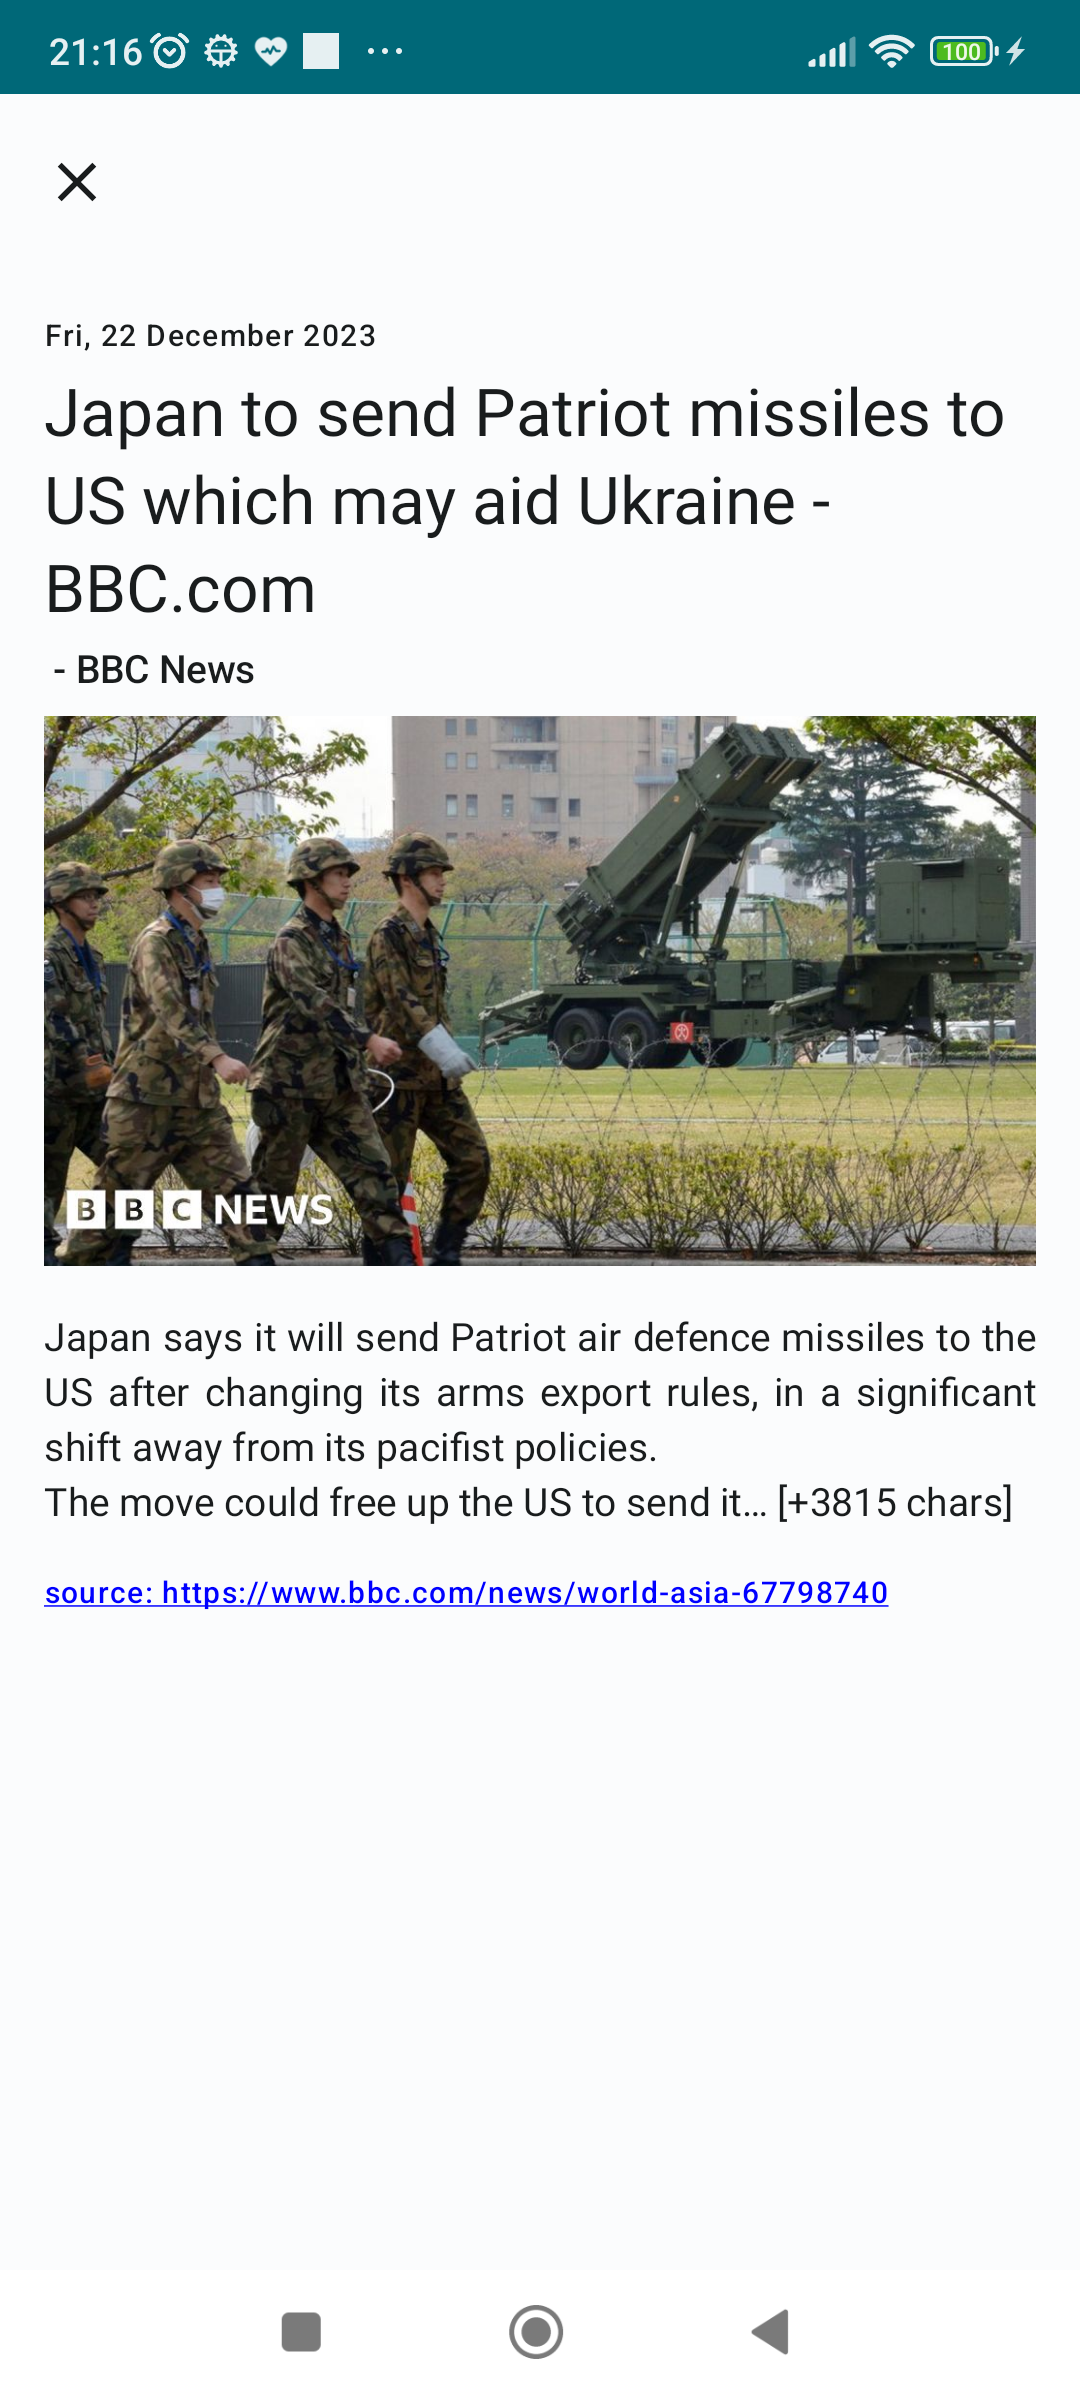 21:16
100
Fri, 22 December 2023
Japan to send Patriot missiles to
US which may aid Ukraine -
BBC.com
- BBC News
BBC NEWS
Japan says it will send Patriot air defence missiles to the
US after changing its arms export rules, in a significant
shift away from its pacifist policies.
The move could free up the US to send it… [+3815 chars]
source: https://www.bbc.com/news/world-asia-67798740